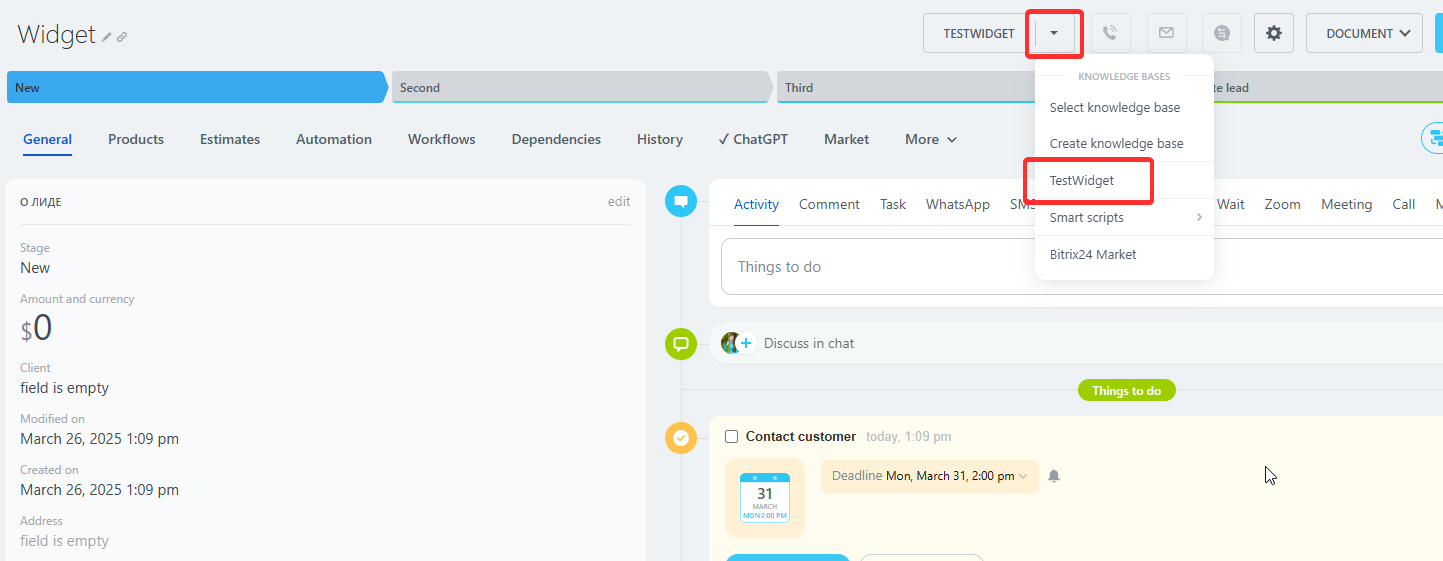 Widget
TESTWIDGET
DOCUMENT
New
Second
Third
te lead
KNOWLEDGE BASES
Select knowledge base
Create knowledge base
TestWidget
Smart scripts
Bitrix24 Market
General Products Estimates Automation Workflows Dependencies History ✓ ChatGPT Market More
О ЛИДЕ
edit
Stage
New
Amount and currency
$0
Client
field is empty
Modified on
March 26, 2025 1:09 pm
Created on
March 26, 2025 1:09 pm
Address
field is empty
Activity Comment Task WhatsApp SMS Wait Zoom Meeting Call M
Things to do
Discuss in chat
Things to do
Contact customer today, 1:09 pm
31
MARCH
MON 2:00 PM
Deadline Mon, March 31, 2:00 pm